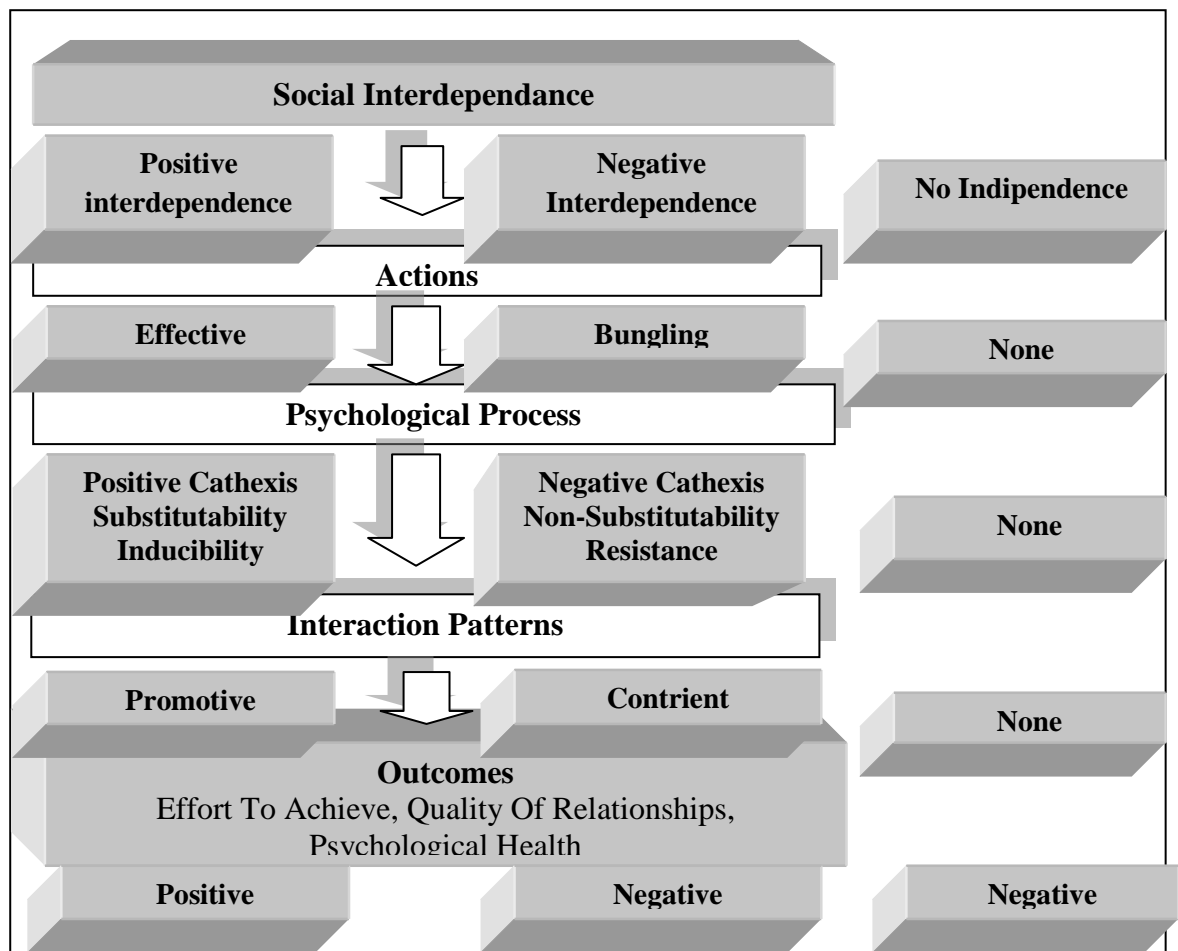 Social Interdependance
Positive
interdependence
Negative
Interdependence
No Indipendence
Actions
Effective
Bungling
None
Psychological Process
Positive Cathexis
Substitutability
Inducibility
Negative Cathexis
Non-Substitutability
Resistance
None
Interaction Patterns
Promotive
Contrient
None
Outcomes
Effort To Achieve, Quality Of Relationships,
Psychological Health
Positive
Negative
Negative